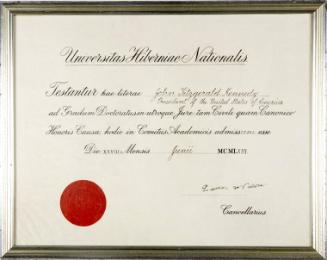 Universitas Hiberniae Nationalis
Testantur hae literae John Fitzgerald Kennedy
President of the United States of America
ad Gradum Doctoratus in utroque Jure tam Civili quam Canonico
Honoris Causa, hodie in Comitiis Academicis admissum esse
Die XXVIII Mensis Junii MCMLXIII.
Cancellarius